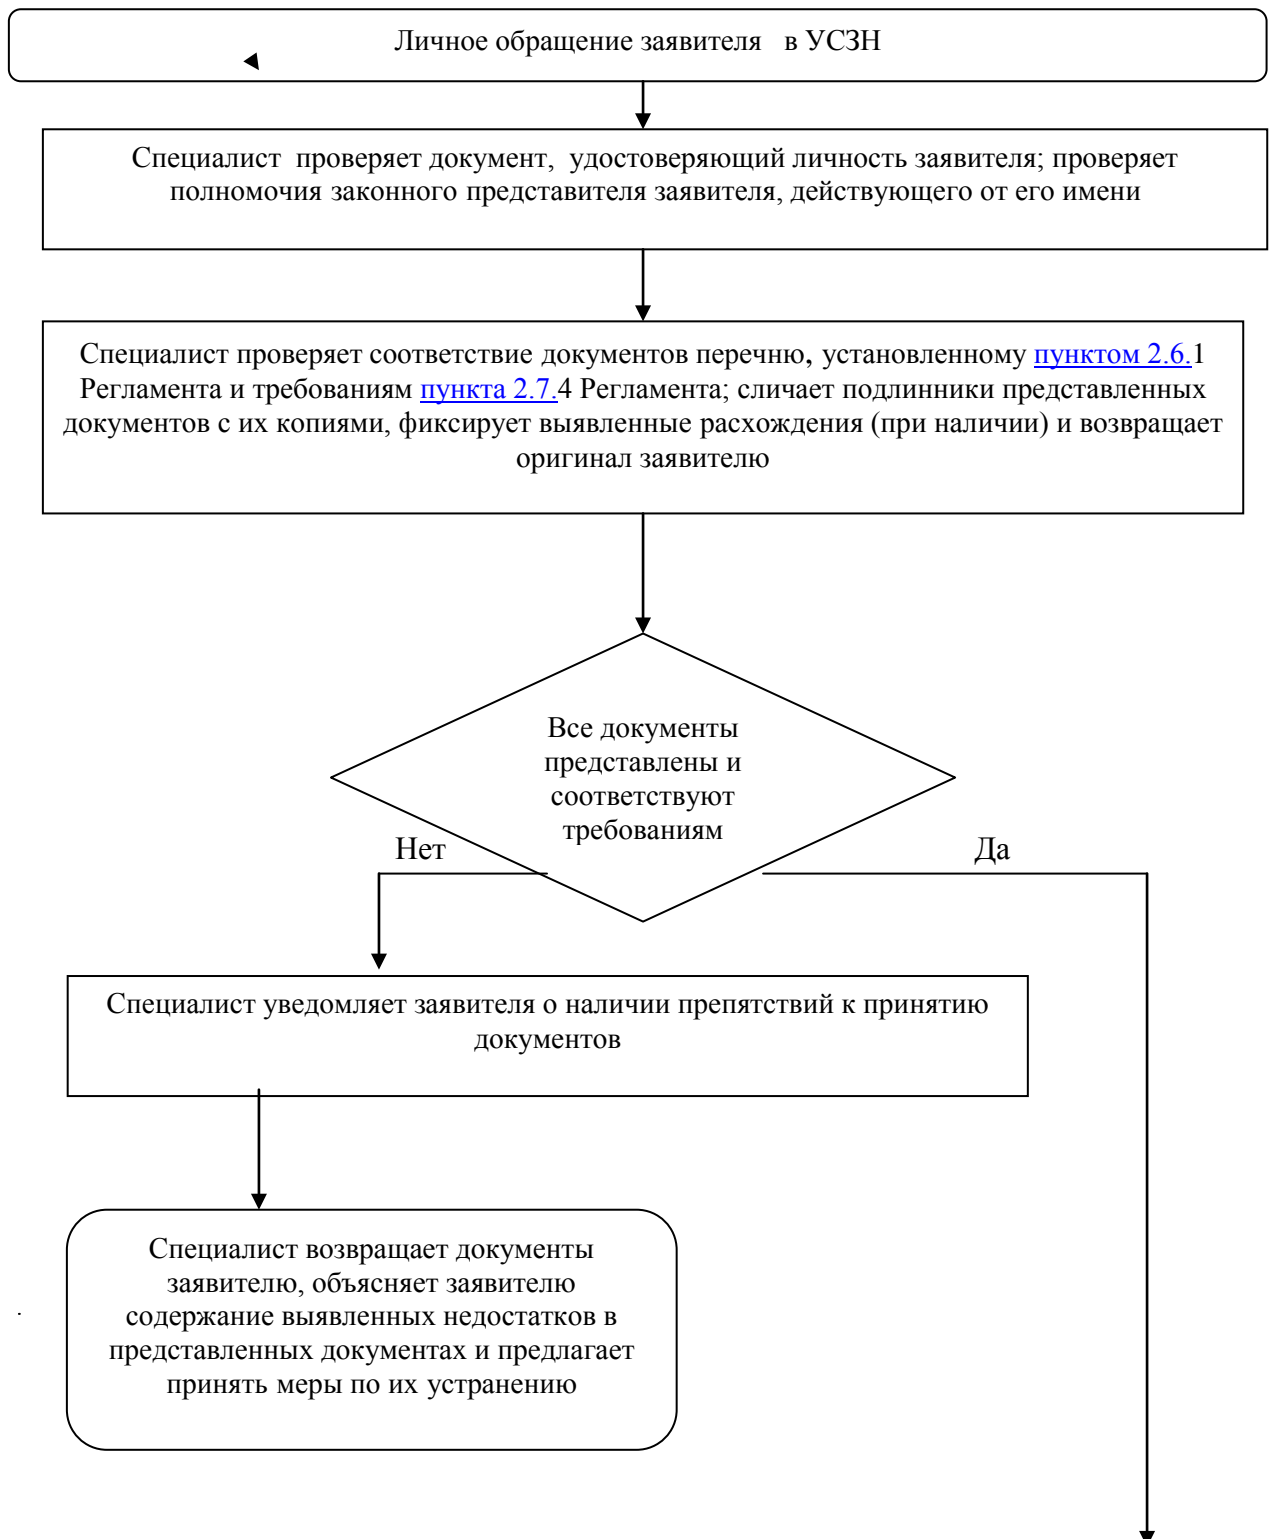 Личное обращение заявителя в УСЗН
Специалист проверяет документ, удостоверяющий личность заявителя; проверяет
полномочия законного представителя заявителя, действующего от его имени
Специалист проверяет соответствие документов перечню, установленному пунктом 2.6.1
Регламента и требованиям пункта 2.7.4 Регламента; сличает подлинники представленных
документов с их копиями, фиксирует выявленные расхождения (при наличии) и возвращает
оригинал заявителю
Все документы
представлены и
соответствуют
требованиям
Нет
Да
Специалист уведомляет заявителя о наличии препятствий к принятию
документов
Специалист возвращает документы
заявителю, объясняет заявителю
содержание выявленных недостатков в
представленных документах и предлагает
принять меры по их устранению
.